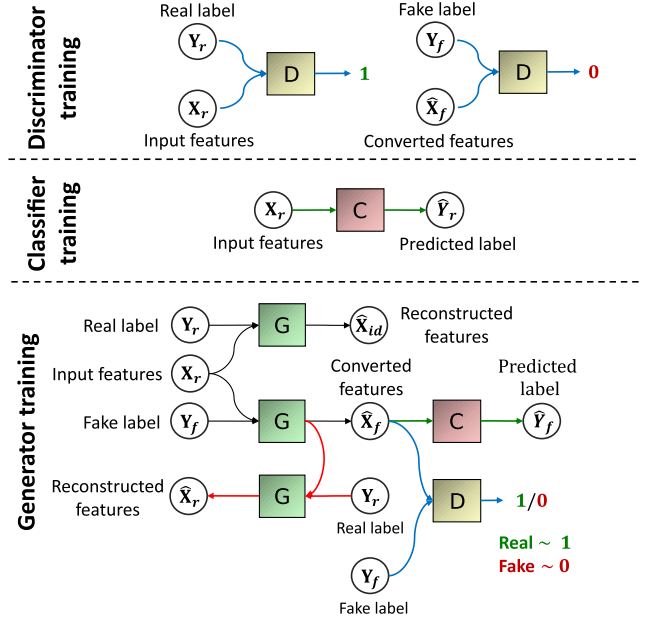 Discriminator
training
Real label
Y_r
X_r
Input features
D
1
Fake label
Y_f
X̂_f
Converted features
D
0
Classifier
training
X_r
Input features
C
Ŷ_r
Predicted label
Generator training
Real label
Y_r
G
X̂_id
Reconstructed
features
Input features
X_r
Fake label
Y_f
G
Converted
features
X̂_f
C
Predicted
label
Ŷ_f
Reconstructed
features
X̂_r
G
Y_r
Real label
D
1/0
Real ~ 1
Fake ~ 0
Y_f
Fake label